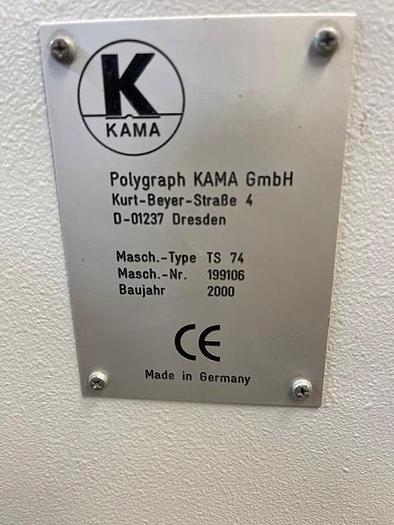 K
KAMA
Polygraph KAMA GmbH
Kurt-Beyer-Straße 4
D-01237 Dresden
Masch.-Type TS 74
Masch.-Nr. 199106
Baujahr 2000
CE
Made in Germany